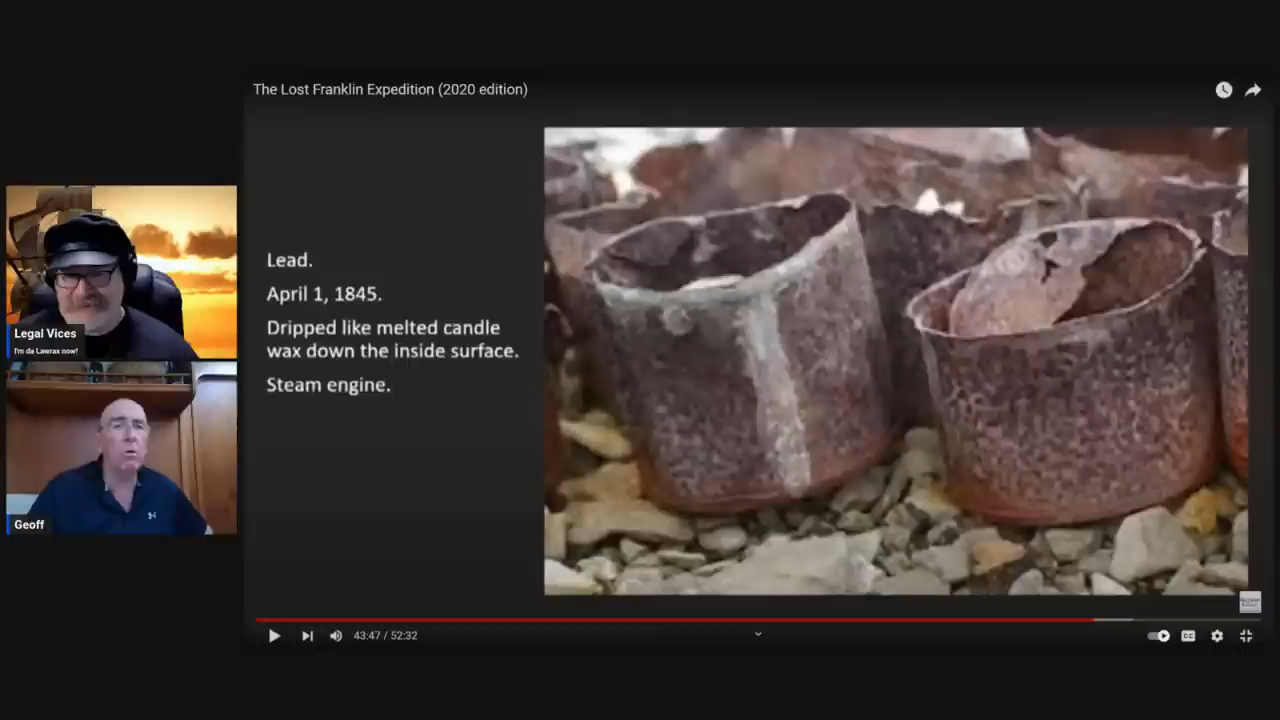 The Lost Franklin Expedition (2020 edition)
Lead.
April 1, 1845.
Dripped like melted candle
wax down the inside surface.
Steam engine.
Legal Vices
I'm da Lawrax now!
Geoff
43:47 / 52:32
CC